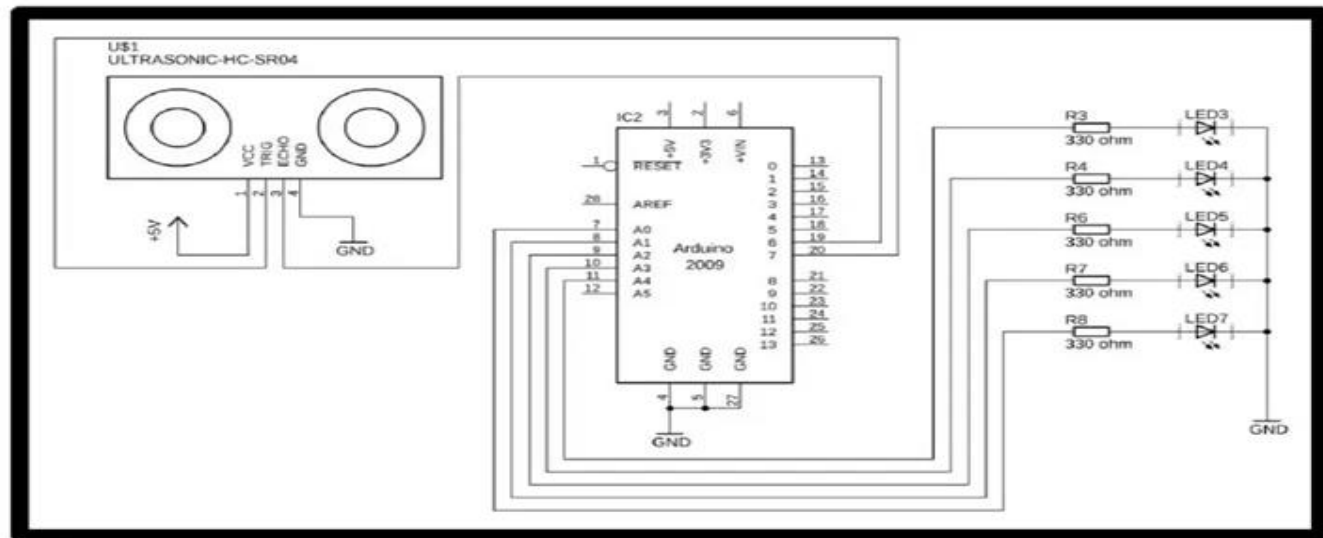 U$1
ULTRASONIC-HC-SR04
VCC
TRIG
ECHO
GND
1
2
3
4
+5V
GND
IC2
3
2
6
+5V
+3V3
+VIN
1
RESET
28
AREF
7
A0
8
A1
9
A2
10
A3
11
A4
12
A5
Arduino
2009
0
13
1
14
2
15
3
16
4
17
5
18
6
19
7
20
8
21
9
22
10
23
11
24
12
25
13
26
GND
GND
GND
4
5
27
GND
R3
330 ohm
LED3
R4
330 ohm
LED4
R6
330 ohm
LED5
R7
330 ohm
LED6
R8
330 ohm
LED7
GND